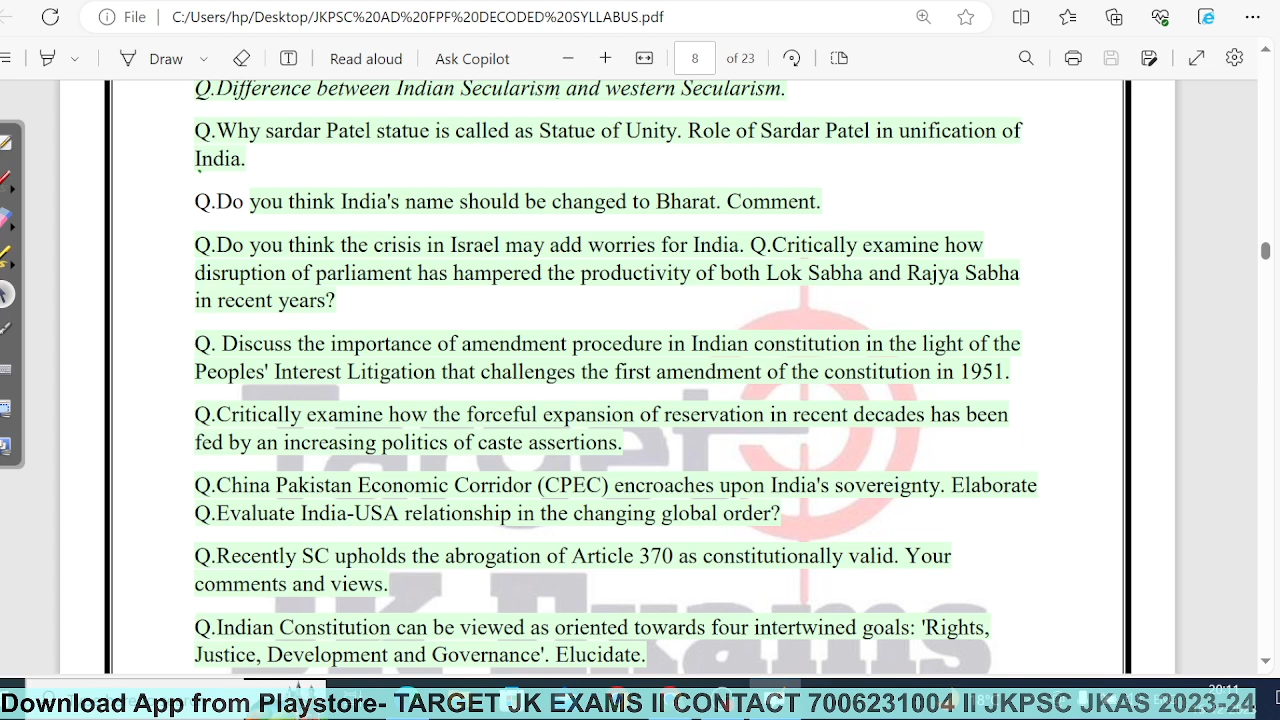 File
C:/Users/hp/Desktop/JKPSC%20AD%20FPF%20DECODED%20SYLLABUS.pdf
Draw
Read aloud
Ask Copilot
8 of 23
Q.Difference between Indian Secularism and western Secularism.
Q.Why sardar Patel statue is called as Statue of Unity. Role of Sardar Patel in unification of
India.
Q.Do you think India's name should be changed to Bharat. Comment.
Q.Do you think the crisis in Israel may add worries for India. Q.Critically examine how
disruption of parliament has hampered the productivity of both Lok Sabha and Rajya Sabha
in recent years?
Q. Discuss the importance of amendment procedure in Indian constitution in the light of the
Peoples' Interest Litigation that challenges the first amendment of the constitution in 1951.
Q.Critically examine how the forceful expansion of reservation in recent decades has been
fed by an increasing politics of caste assertions.
Q.China Pakistan Economic Corridor (CPEC) encroaches upon India's sovereignty. Elaborate
Q.Evaluate India-USA relationship in the changing global order?
Q.Recently SC upholds the abrogation of Article 370 as constitutionally valid. Your
comments and views.
Q.Indian Constitution can be viewed as oriented towards four intertwined goals: 'Rights,
Justice, Development and Governance'. Elucidate.
Target
JK Exams
20:11
Download App from Playstore- TARGETJK EXAMS II CONTACT 7006231004 II JKPSC JKAS 2023-24